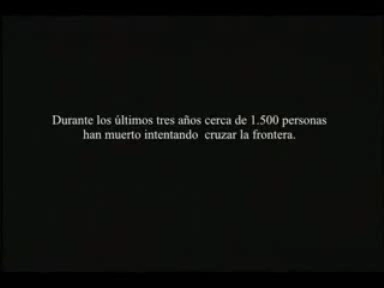 Durante los últimos tres años cerca de 1.500 personas
han muerto intentando cruzar la frontera.